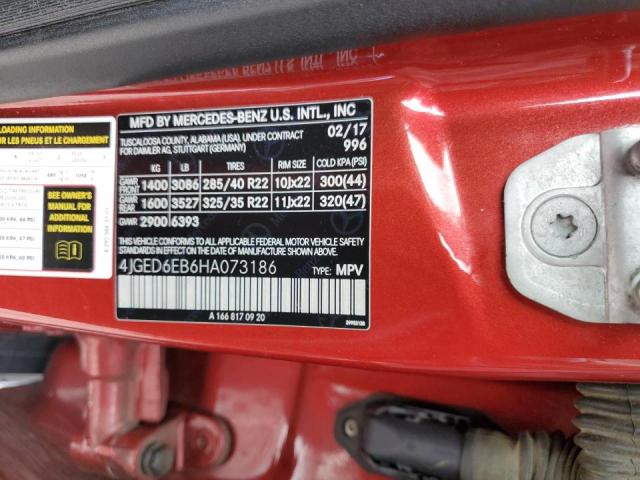 MFD BY MERCEDES-BENZ U.S. INTL., INC
TUSCALOOSA COUNTY, ALABAMA (USA), UNDER CONTRACT
FOR DAIMLER AG, STUTTGART (GERMANY)
02/17
996
KG LB TIRES RIM SIZE COLD KPA (PSI)
GAWR FRONT 1400 3086 285/40 R22 10jx22 300(44)
GAWR REAR 1600 3527 325/35 R22 11jx22 320(47)
GVWR 2900 6393
THIS VEHICLE CONFORMS TO ALL APPLICABLE FEDERAL MOTOR VEHICLE SAFETY,
BUMPER, AND THEFT PREVENTION STANDARDS IN EFFECT ON THE DATE OF
MANUFACTURE SHOWN ABOVE.
4JGED6EB6HA073186 TYPE: MPV
A 166 817 09 20
LOADING INFORMATION
SUR LES PNEUS ET LE CHARGEMENT
SEE OWNER'S
MANUAL FOR
ADDITIONAL
INFORMATION